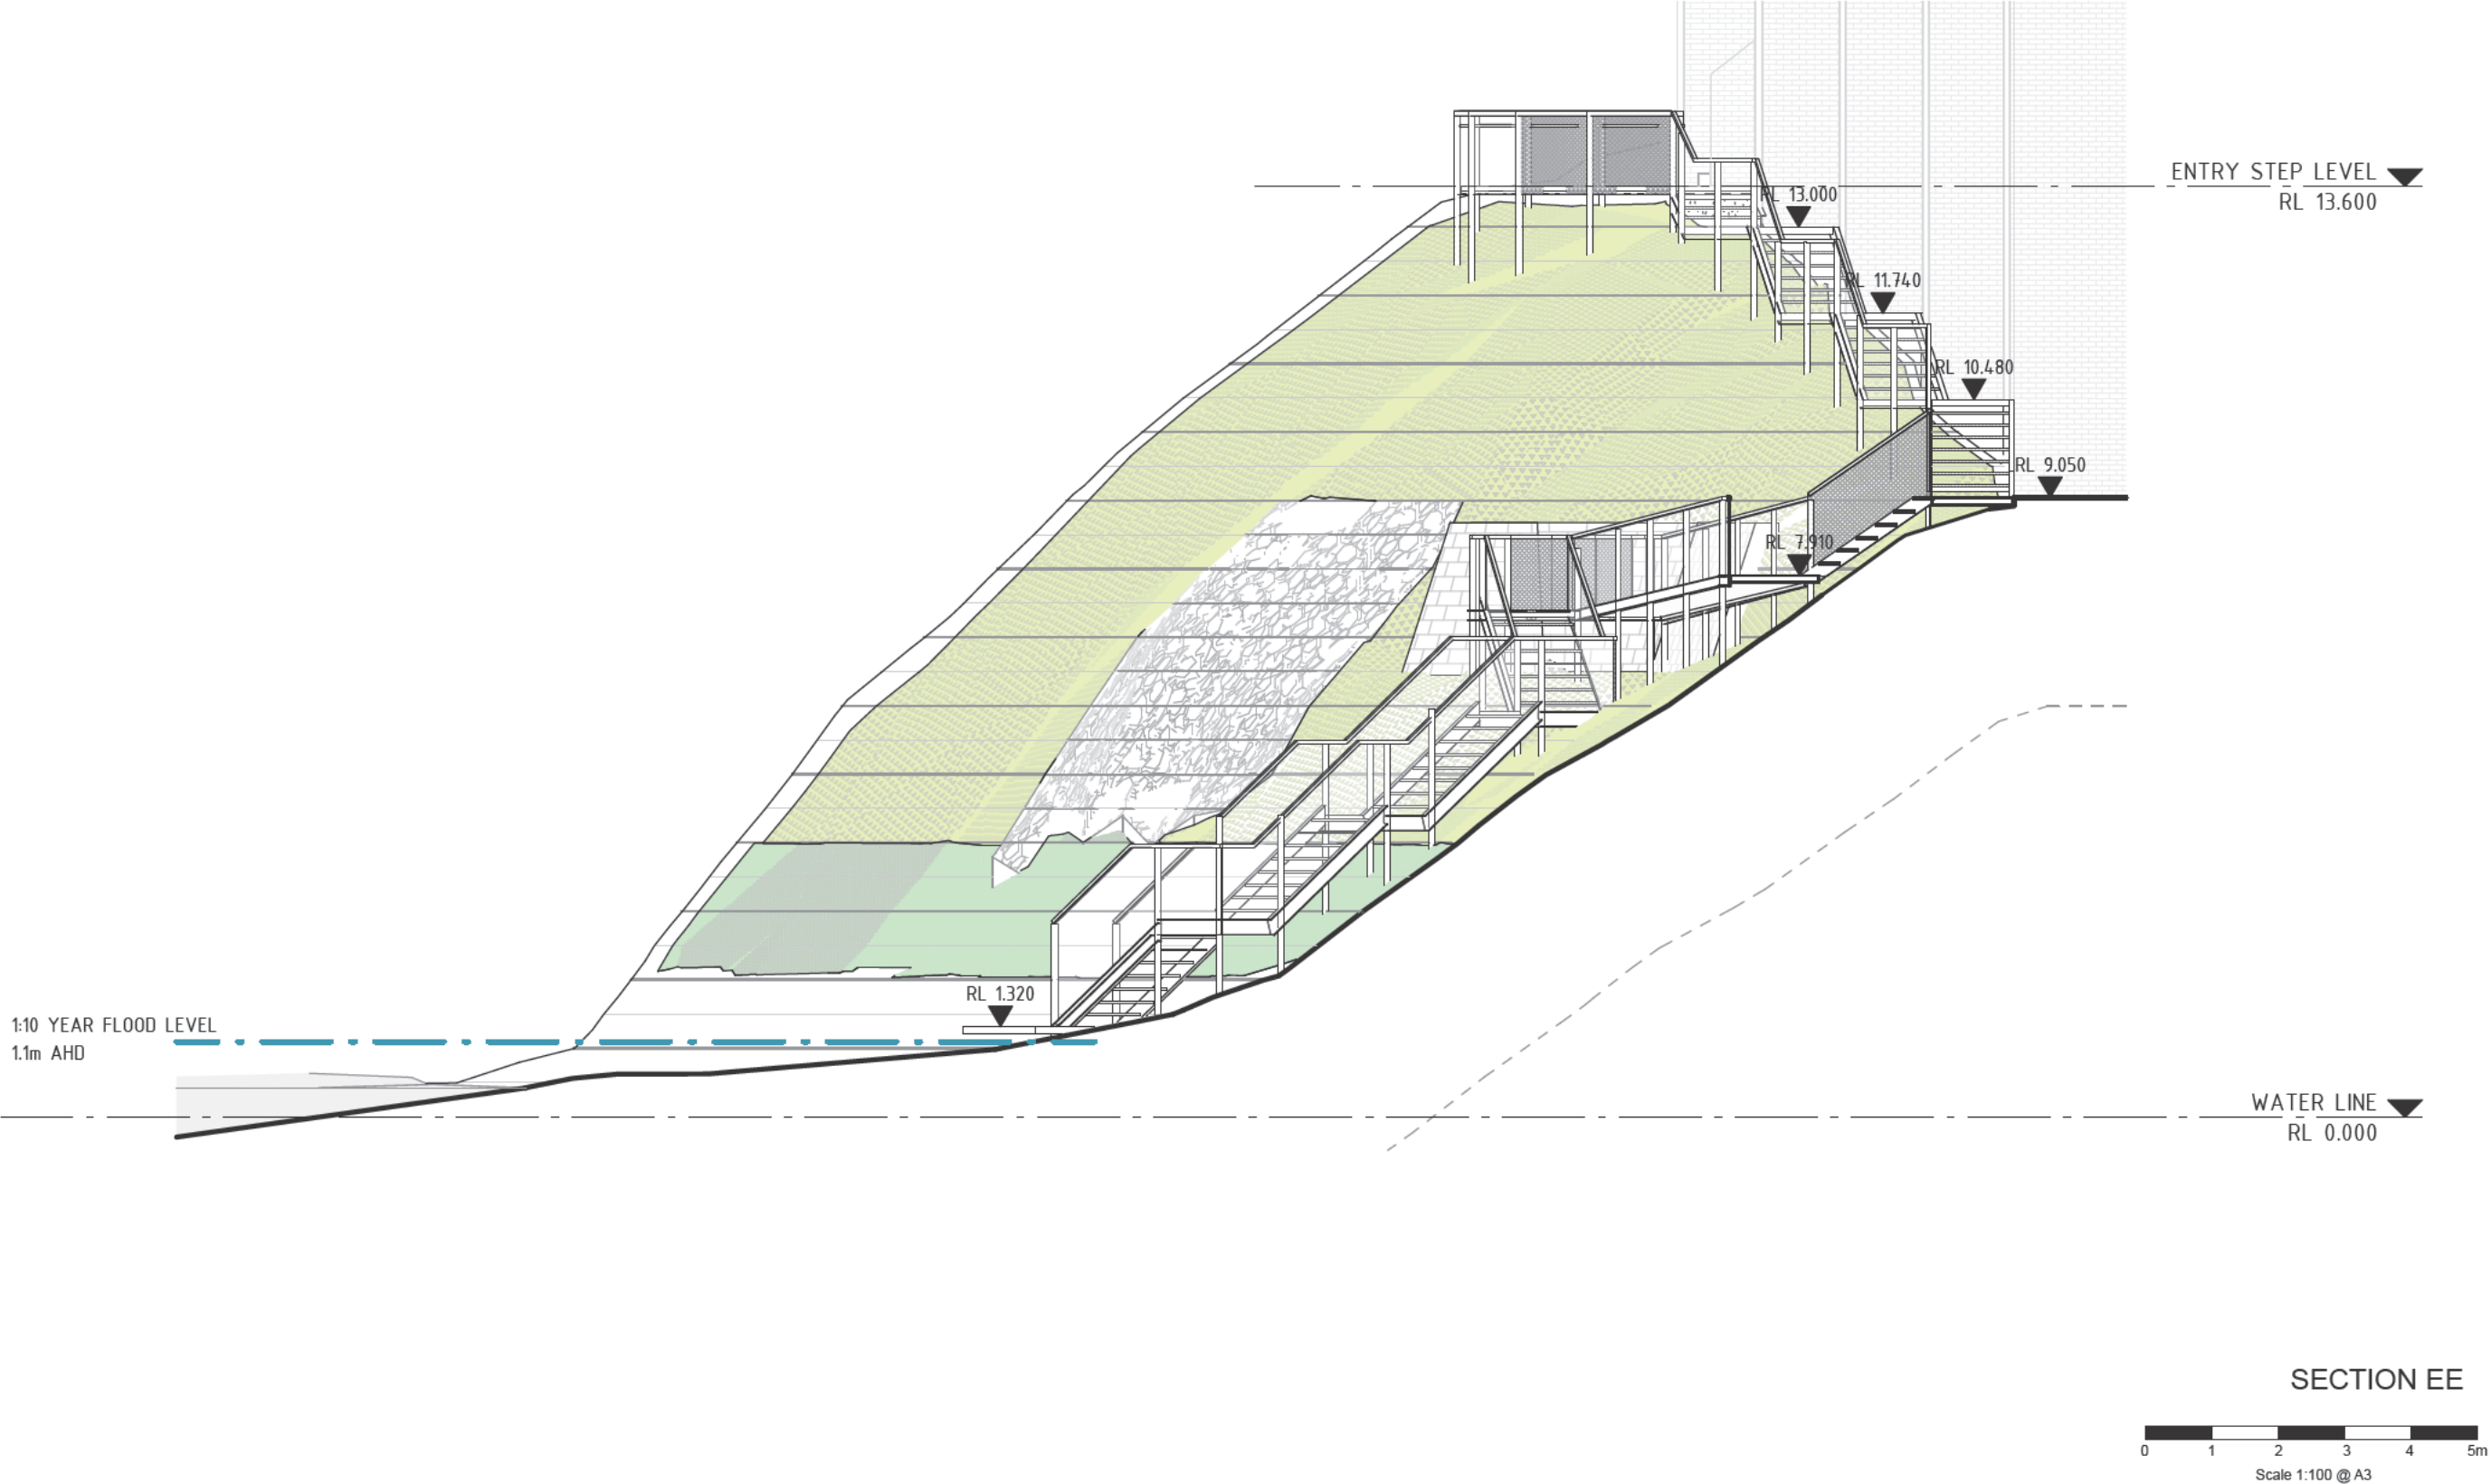 ENTRY STEP LEVEL
RL 13.600
RL 13.000
RL 11.740
RL 10.480
RL 9.050
RL 7.910
RL 1.320
1:10 YEAR FLOOD LEVEL
1.1m AHD
WATER LINE
RL 0.000
SECTION EE
0 1 2 3 4 5m
Scale 1:100 @ A3